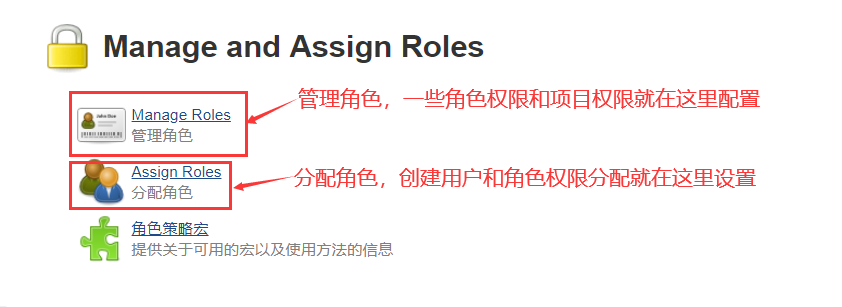 Manage and Assign Roles
Manage Roles
管理角色
管理角色，一些角色权限和项目权限就在这里配置
Assign Roles
分配角色
分配角色，创建用户和角色权限分配就在这里设置
角色策略宏
提供关于可用的宏以及使用方法的信息